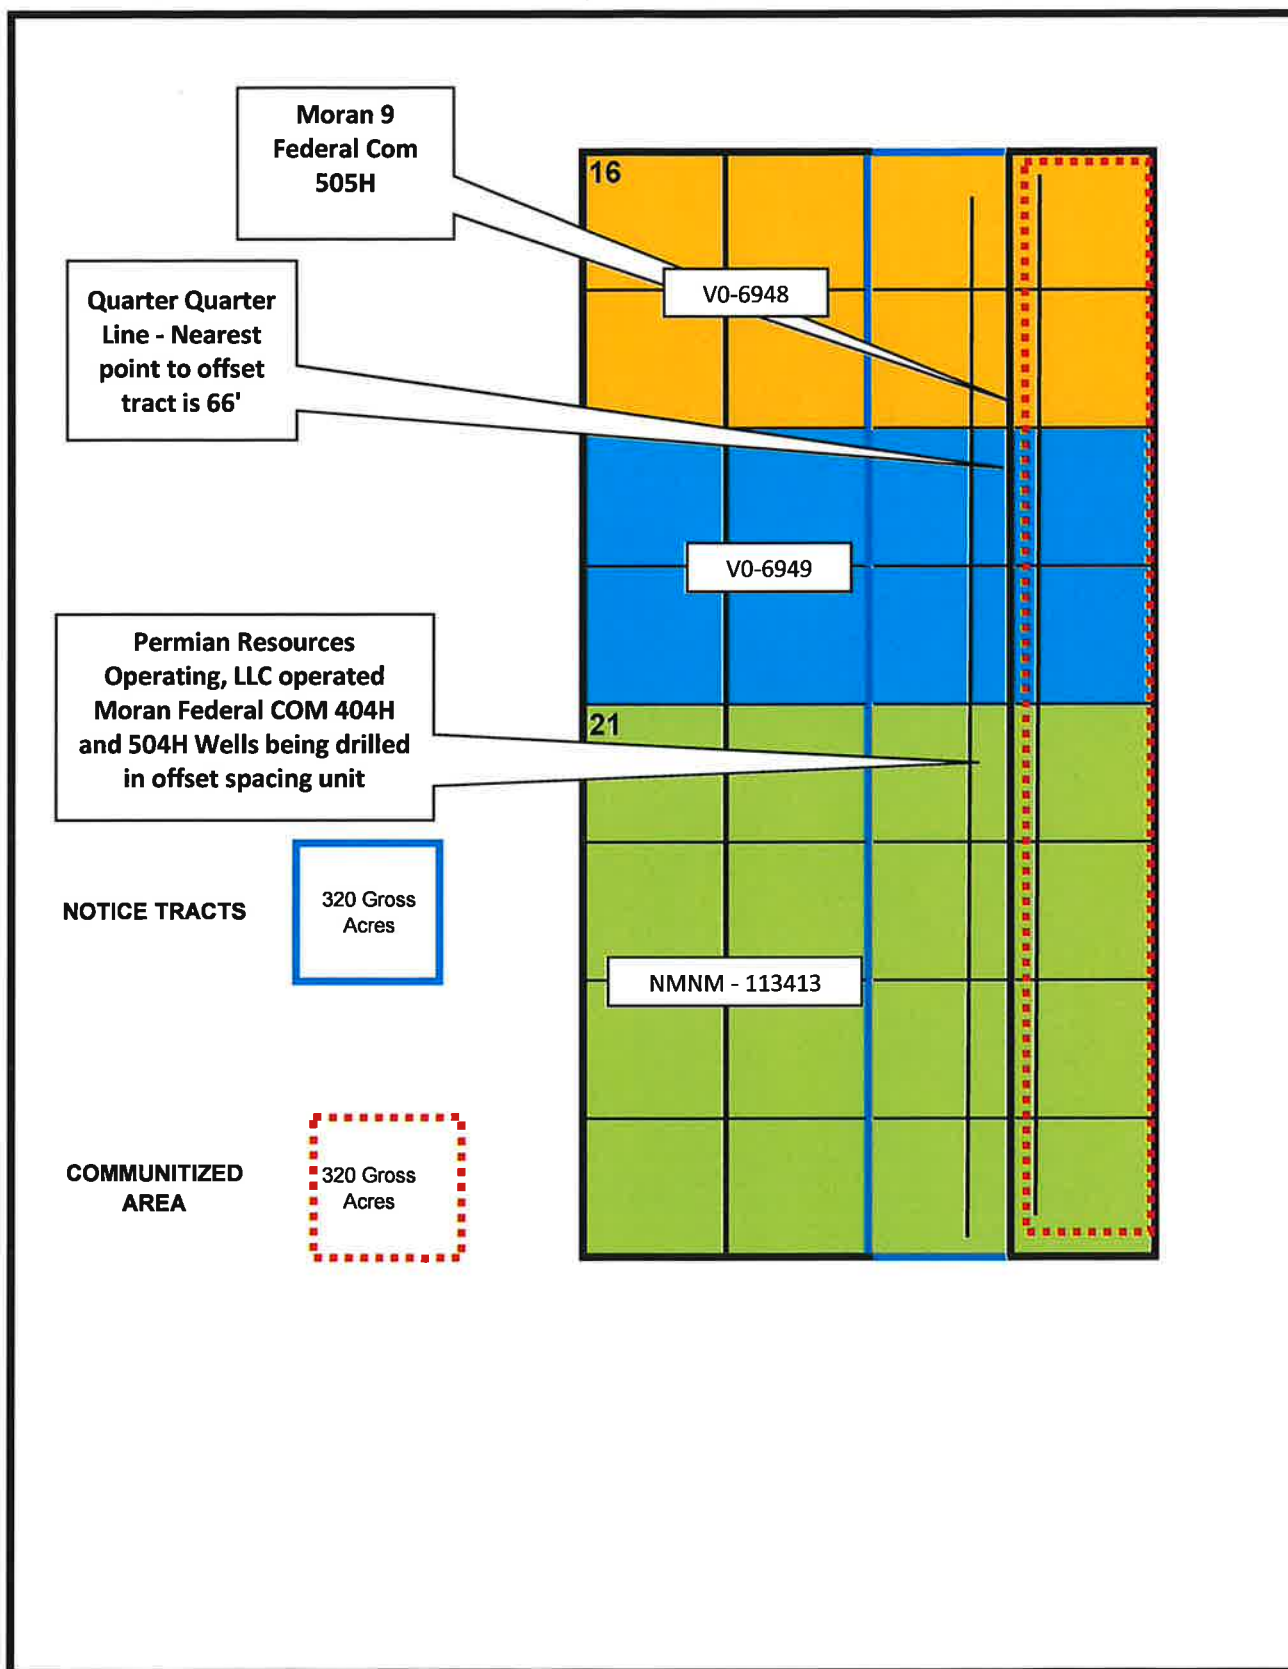 Moran 9
Federal Com
505H
16
V0-6948
Quarter Quarter
Line - Nearest
point to offset
tract is 66'
V0-6949
Permian Resources
Operating, LLC operated
Moran Federal COM 404H
and 504H Wells being drilled
in offset spacing unit
21
NOTICE TRACTS
320 Gross
Acres
NMNM - 113413
COMMUNITIZED
AREA
320 Gross
Acres